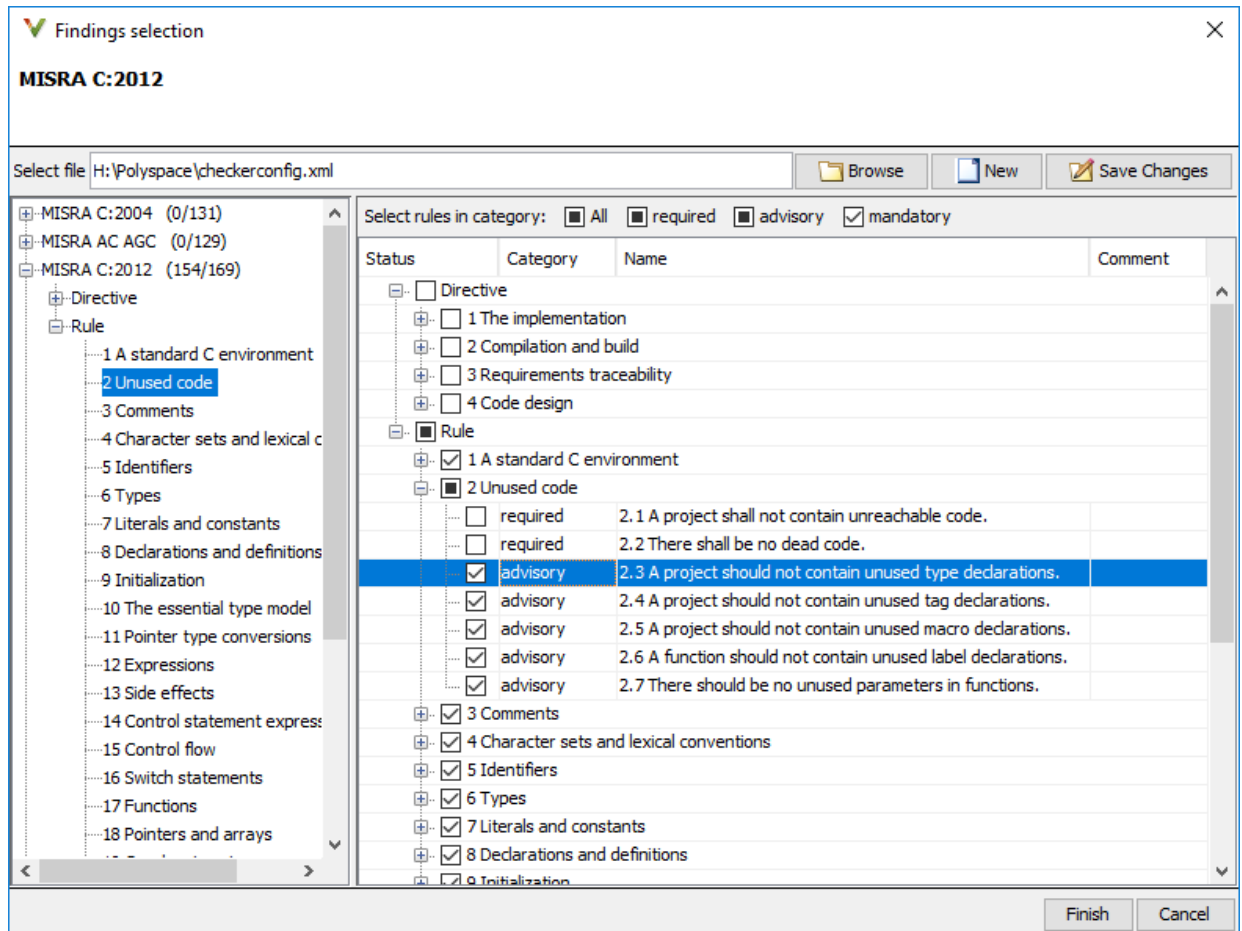 Findings selection
MISRA C:2012
Select file H:\Polyspace\checkerconfig.xml Browse New Save Changes
MISRA C:2004 (0/131)
MISRA AC AGC (0/129)
MISRA C:2012 (154/169)
Directive
Rule
1 A standard C environment
2 Unused code
3 Comments
4 Character sets and lexical c
5 Identifiers
6 Types
7 Literals and constants
8 Declarations and definitions
9 Initialization
10 The essential type model
11 Pointer type conversions
12 Expressions
13 Side effects
14 Control statement express
15 Control flow
16 Switch statements
17 Functions
18 Pointers and arrays
Select rules in category: All required advisory mandatory
Status Category Name Comment
Directive
1 The implementation
2 Compilation and build
3 Requirements traceability
4 Code design
Rule
1 A standard C environment
2 Unused code
required 2.1 A project shall not contain unreachable code.
required 2.2 There shall be no dead code.
advisory 2.3 A project should not contain unused type declarations.
advisory 2.4 A project should not contain unused tag declarations.
advisory 2.5 A project should not contain unused macro declarations.
advisory 2.6 A function should not contain unused label declarations.
advisory 2.7 There should be no unused parameters in functions.
3 Comments
4 Character sets and lexical conventions
5 Identifiers
6 Types
7 Literals and constants
8 Declarations and definitions
9 Initialization
Finish Cancel